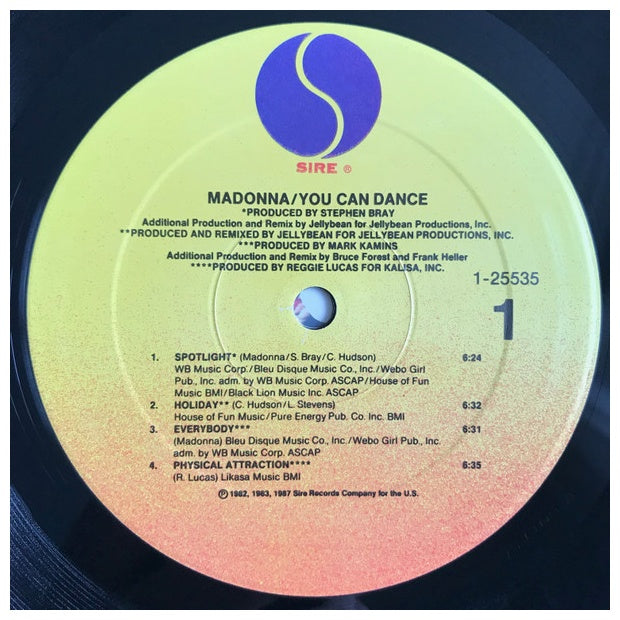 SIRE ®
MADONNA/YOU CAN DANCE
*PRODUCED BY STEPHEN BRAY
Additional Production and Remix by Jellybean for Jellybean Productions, Inc.
**PRODUCED AND REMIXED BY JELLYBEAN FOR JELLYBEAN PRODUCTIONS, INC.
***PRODUCED BY MARK KAMINS
Additional Production and Remix by Bruce Forest and Frank Heller
****PRODUCED BY REGGIE LUCAS FOR KALISA, INC.
1-25535
1
1. SPOTLIGHT* (Madonna/S. Bray/C. Hudson) 6:24
WB Music Corp./Bleu Disque Music Co., Inc./Webo Girl
Pub., Inc. adm. by WB Music Corp. ASCAP/House of Fun
Music BMI/Black Lion Music Inc. ASCAP
2. HOLIDAY** (C. Hudson/L. Stevens) 6:32
House of Fun Music/Pure Energy Pub. Co. Inc. BMI
3. EVERYBODY*** 6:31
(Madonna) Bleu Disque Music Co., Inc./Webo Girl Pub., Inc.
adm. by WB Music Corp. ASCAP
4. PHYSICAL ATTRACTION**** 6:35
(R. Lucas) Likasa Music BMI
℗ 1982, 1983, 1987 Sire Records Company for the U.S.